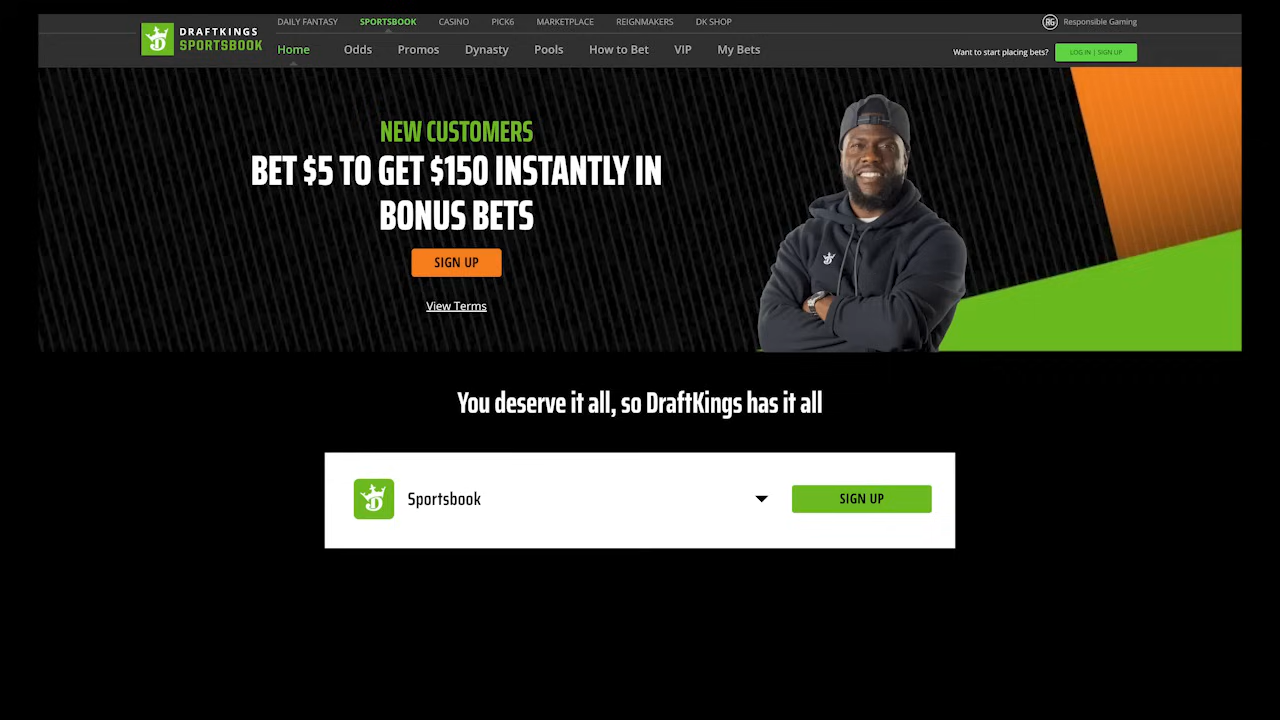 DAILY FANTASY SPORTSBOOK CASINO PICK6 MARKETPLACE REIGNMAKERS DK SHOP
RG Responsible Gaming
DRAFTKINGS
SPORTSBOOK
Home Odds Promos Dynasty Pools How to Bet VIP My Bets
Want to start placing bets? LOG IN | SIGN UP
NEW CUSTOMERS
BET $5 TO GET $150 INSTANTLY IN
BONUS BETS
SIGN UP
View Terms
You deserve it all, so DraftKings has it all
Sportsbook
SIGN UP